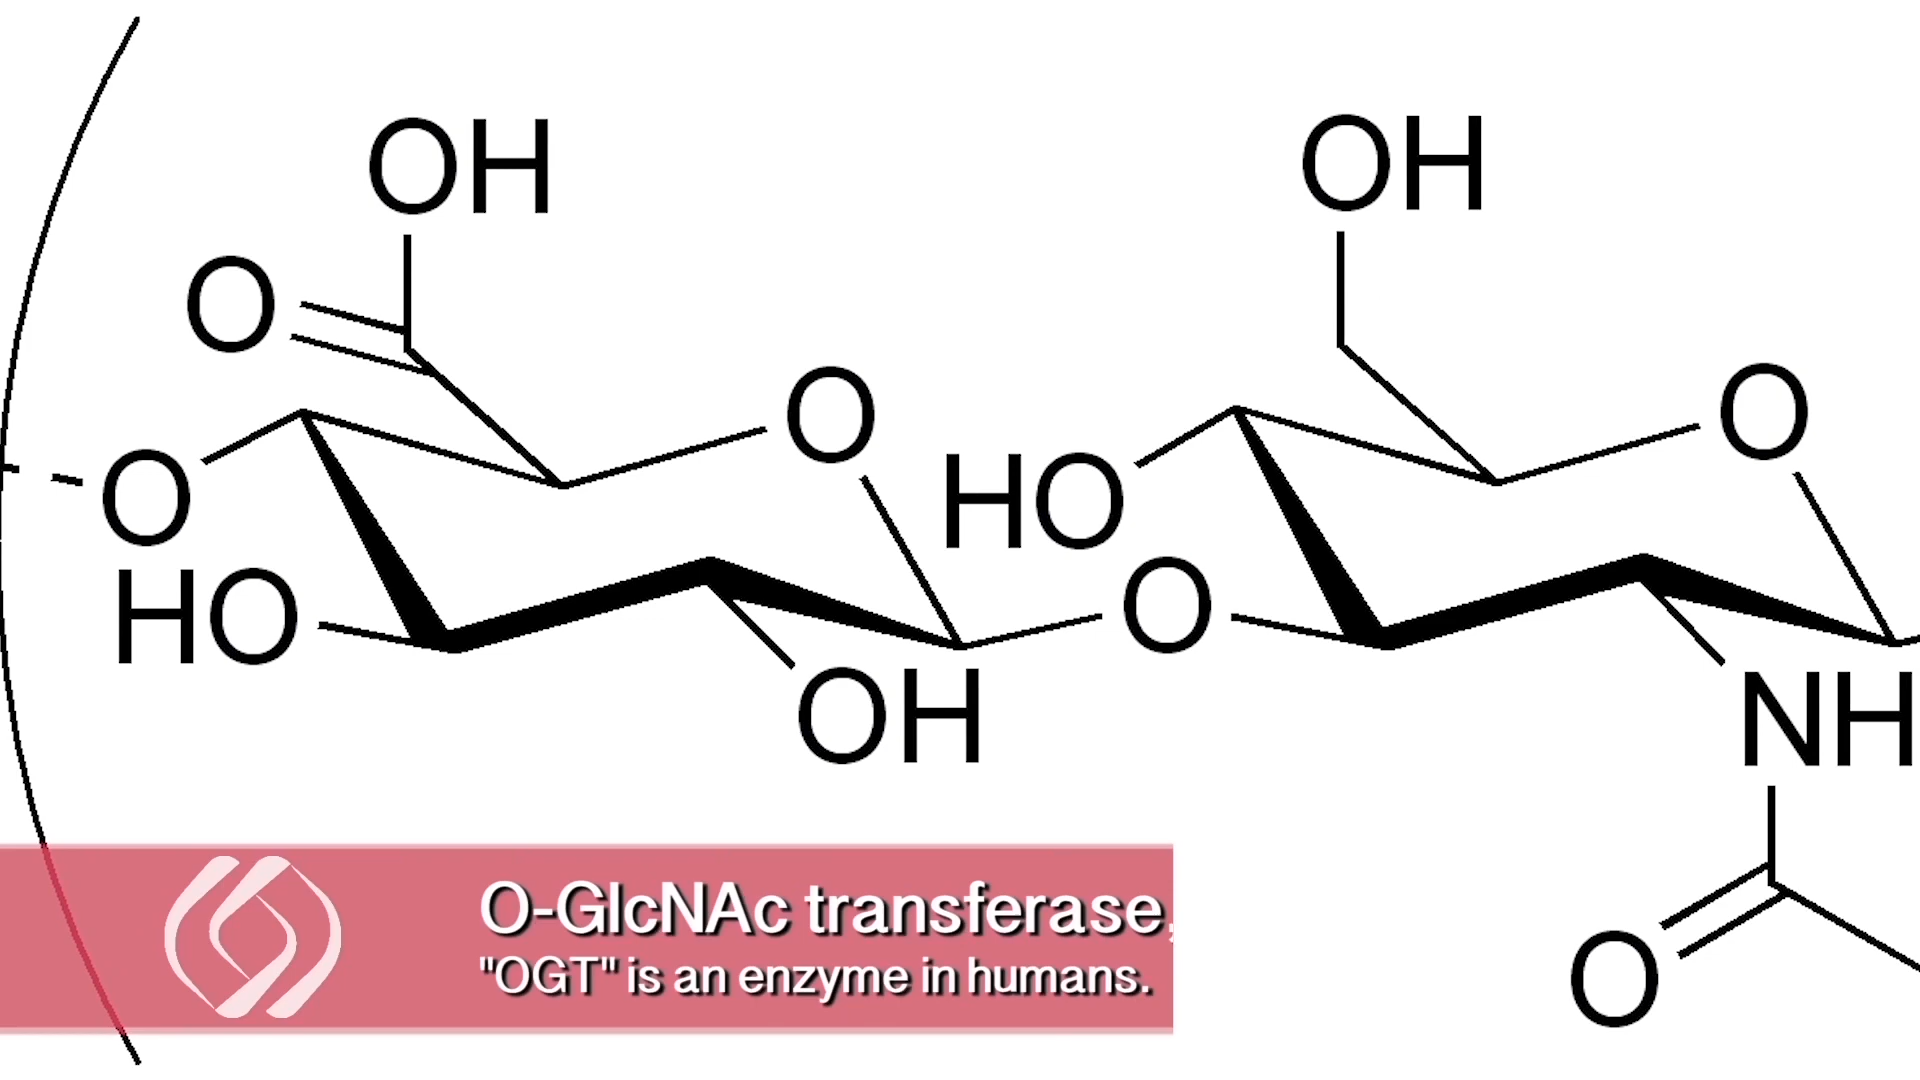 OH
OH
O
O
O
HO
O
HO
O
OH
NH
O
O-GlcNAc transferase,
"OGT" is an enzyme in humans.